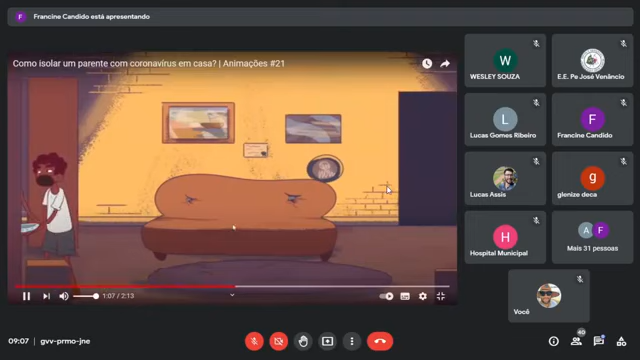 F Francine Candido está apresentando
Como isolar um parente com coronavírus em casa? | Animações #21
1:07 / 2:13
W
WESLEY SOUZA
E.E. Pe José Venâncio
L
Lucas Gomes Ribeiro
F
Francine Candido
Lucas Assis
g
glenize deca
H
Hospital Municipal
A F
Mais 31 pessoas
Você
09:07 | gvv-prmo-jne
40